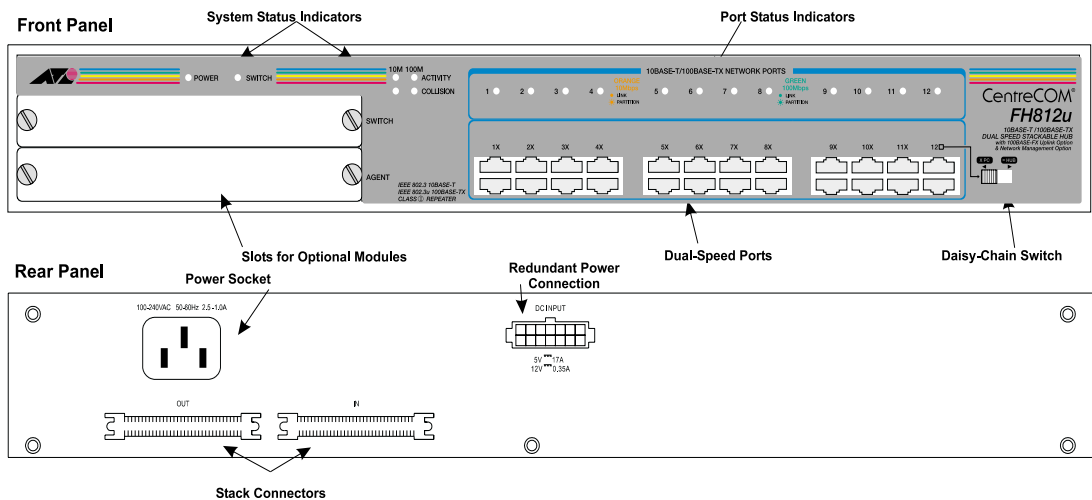 Front Panel
System Status Indicators
Port Status Indicators
POWER
SWITCH
10M 100M
ACTIVITY
COLLISION
10BASE-T/100BASE-TX NETWORK PORTS
1 2 3 4
LINK
PARTITION
5 6 7 8
GREEN
100Mbps
LINK
PARTITION
9 10 11 12
CentreCOM®
FH812u
10BASE-T /100BASE-TX
DUAL SPEED STACKABLE HUB
with 100BASE-FX Uplink Option
& Network Management Option
SWITCH
AGENT
1X 2X 3X 4X
5X 6X 7X 8X
9X 10X 11X 12
X PC
= HUB
IEEE 802.3 10BASE-T
IEEE 802.3u 100BASE-TX
CLASS REPEATER
Slots for Optional Modules
Dual-Speed Ports
Daisy-Chain Switch
Rear Panel
Power Socket
Redundant Power
Connection
100-240VAC 50-60Hz 2.5-1.0A
DC INPUT
5V 17A
12V 0.35A
OUT
IN
Stack Connectors